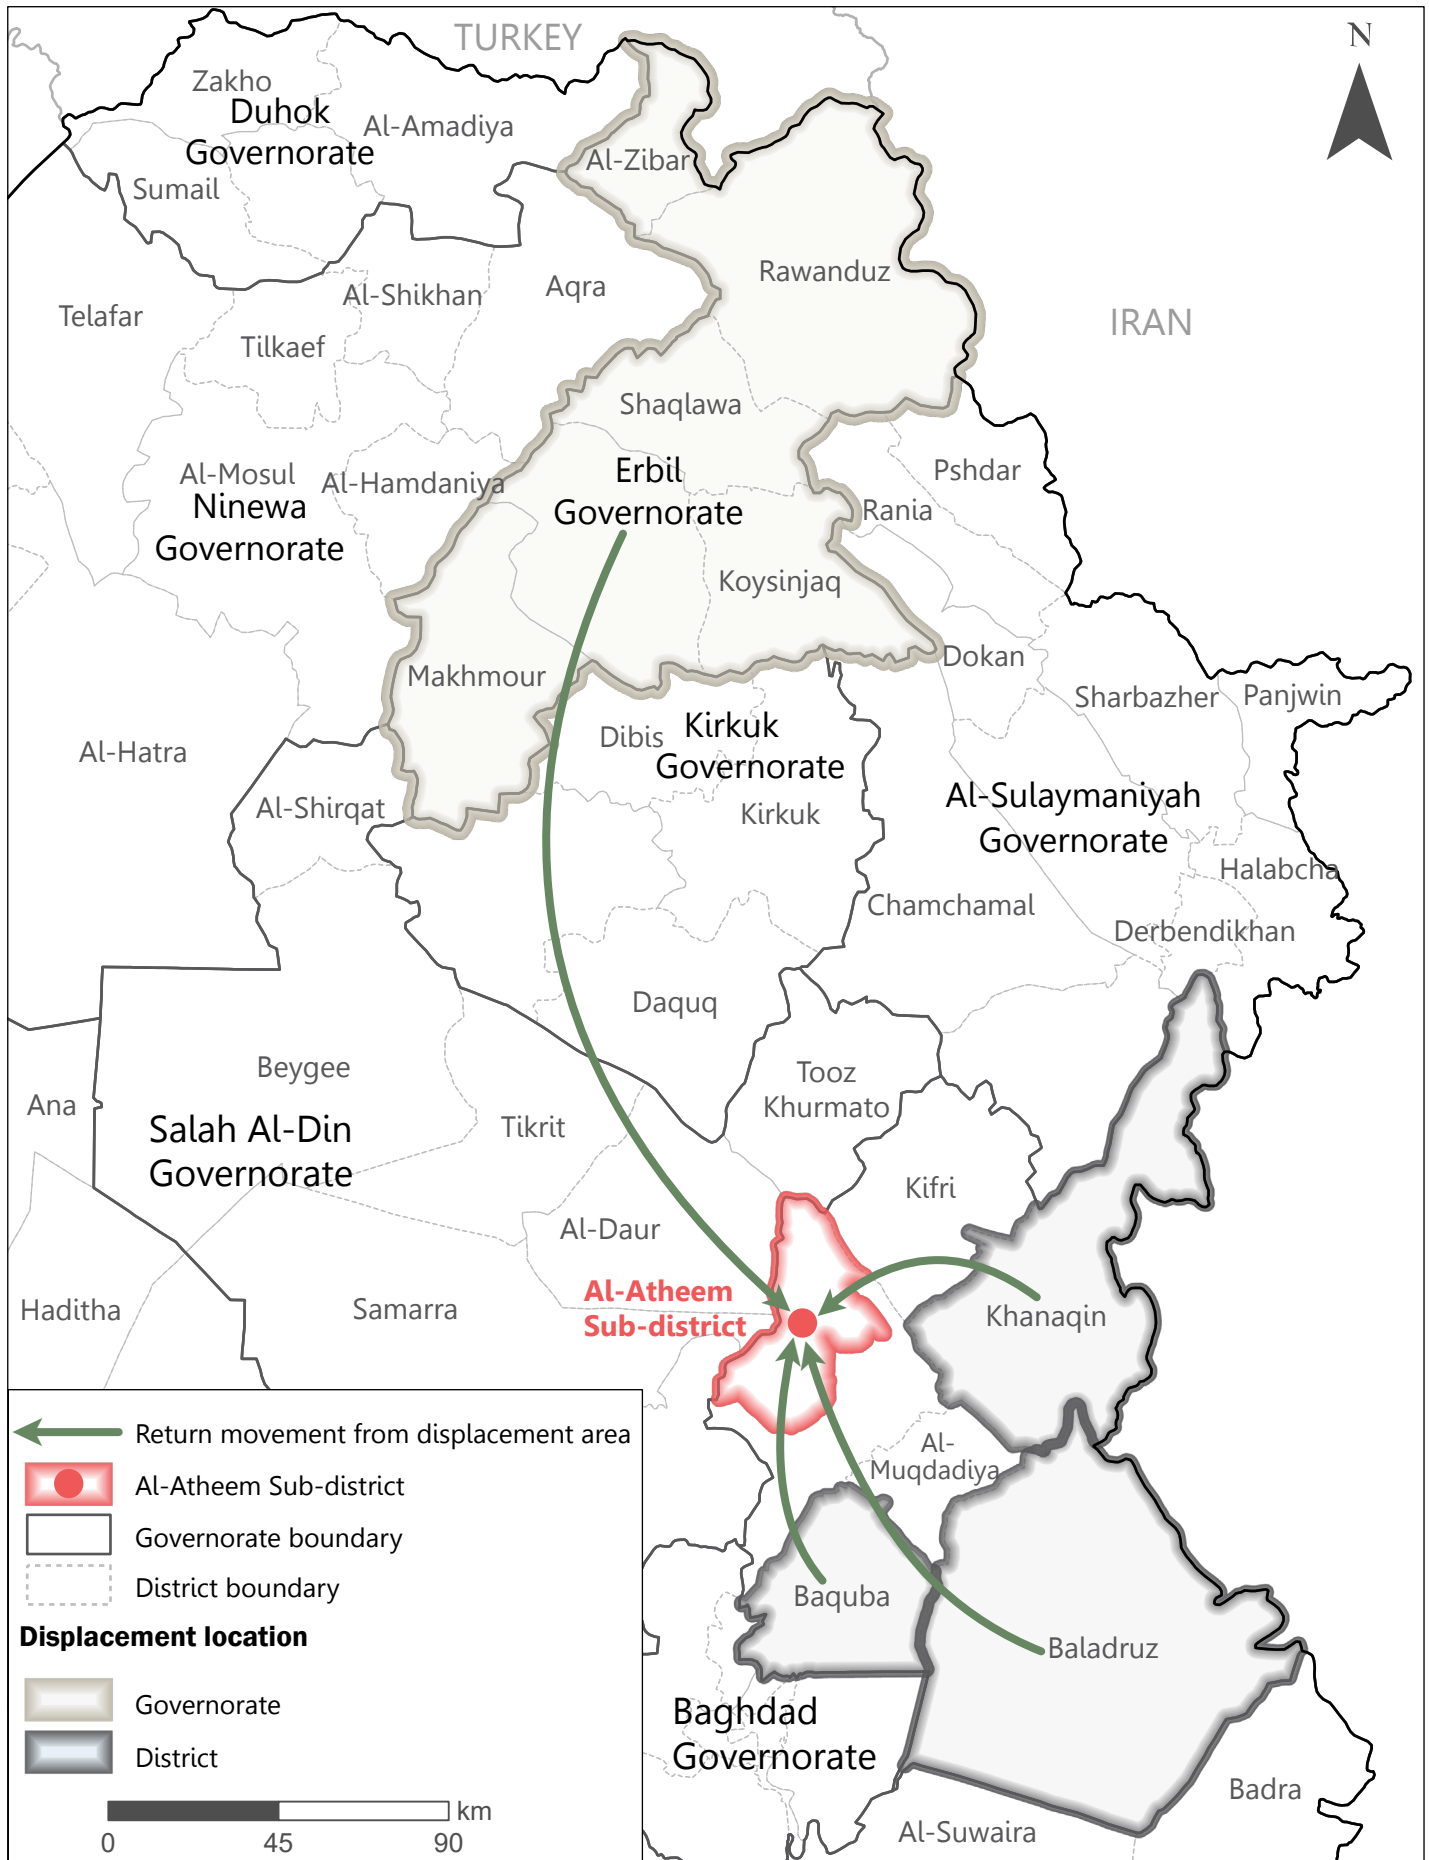 TURKEY
N
Zakho
Duhok
Governorate
Al-Amadiya
Al-Zibar
Sumail
Rawanduz
Al-Shikhan
Aqra
Telafar
IRAN
Tilkaef
Shaqlawa
Al-Mosul
Al-Hamdaniya
Ninewa
Governorate
Erbil
Governorate
Pshdar
Rania
Koysinjaq
Makhmour
Dokan
Sharbazher
Panjwin
Al-Hatra
Dibis
Kirkuk
Governorate
Al-Shirqat
Kirkuk
Al-Sulaymaniyah
Governorate
Halabcha
Chamchamal
Derbendikhan
Daquq
Beygee
Tooz
Khurmato
Ana
Salah Al-Din
Governorate
Tikrit
Kifri
Al-Daur
Al-Atheem
Sub-district
Haditha
Samarra
Khanaqin
Al-
Muqdadiya
Baquba
Baladruz
Baghdad
Governorate
Badra
Al-Suwaira
Return movement from displacement area
Al-Atheem Sub-district
Governorate boundary
District boundary
Displacement location
Governorate
District
km
0 45 90